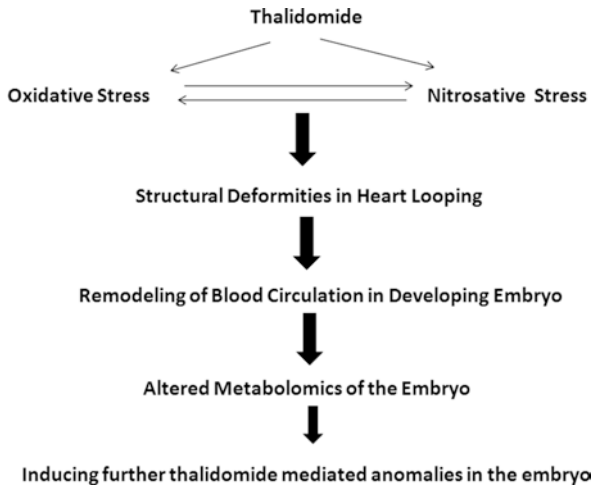 Thalidomide
Oxidative Stress
Nitrosative Stress
Structural Deformities in Heart Looping
Remodeling of Blood Circulation in Developing Embryo
Altered Metabolomics of the Embryo
Inducing further thalidomide mediated anomalies in the embryo